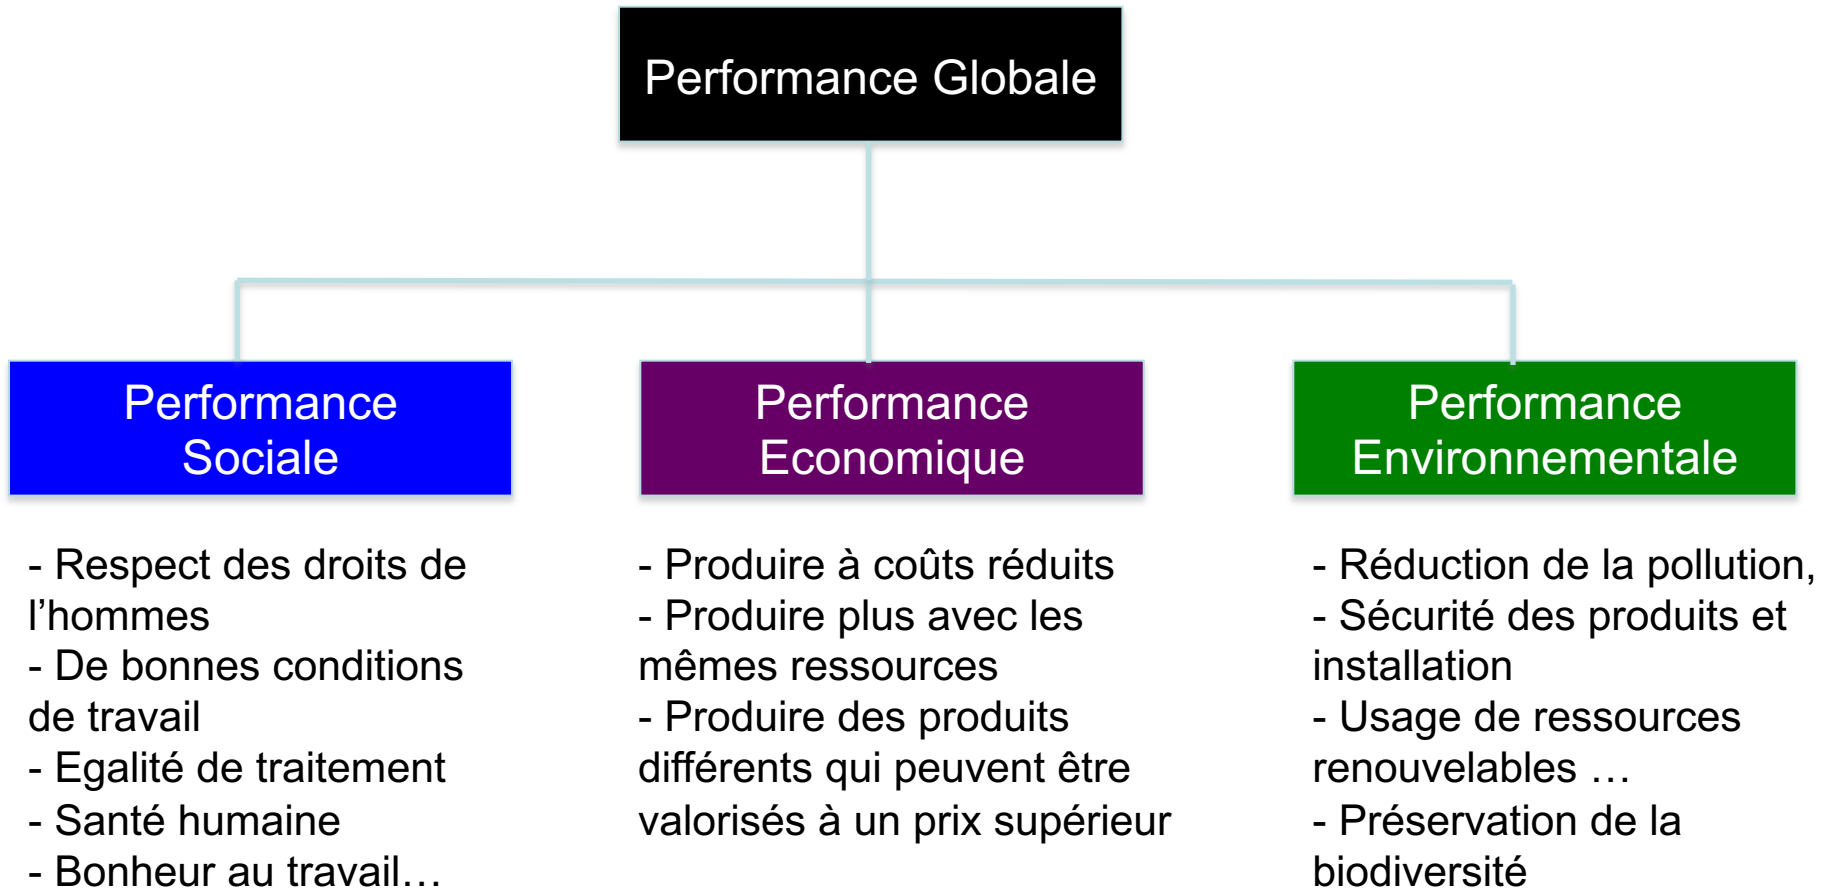 Performance Globale
Performance
Sociale
- Respect des droits de
l’hommes
- De bonnes conditions
de travail
- Egalité de traitement
- Santé humaine
- Bonheur au travail…
Performance
Economique
- Produire à coûts réduits
- Produire plus avec les
mêmes ressources
- Produire des produits
différents qui peuvent être
valorisés à un prix supérieur
Performance
Environnementale
- Réduction de la pollution,
- Sécurité des produits et
installation
- Usage de ressources
renouvelables …
- Préservation de la
biodiversité